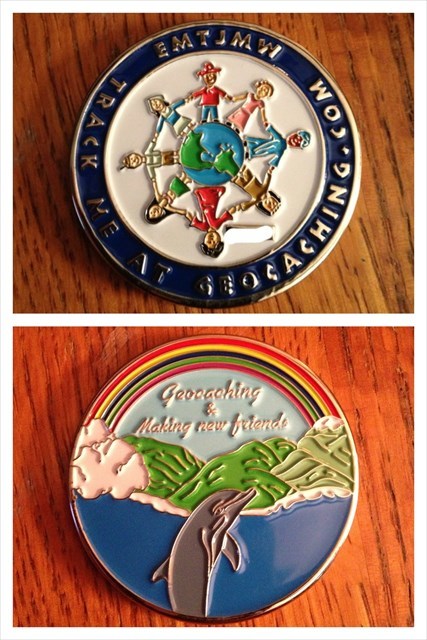 EMTJMW
TRACK ME AT GEOCACHING.COM
Geocaching
&
Making new friends